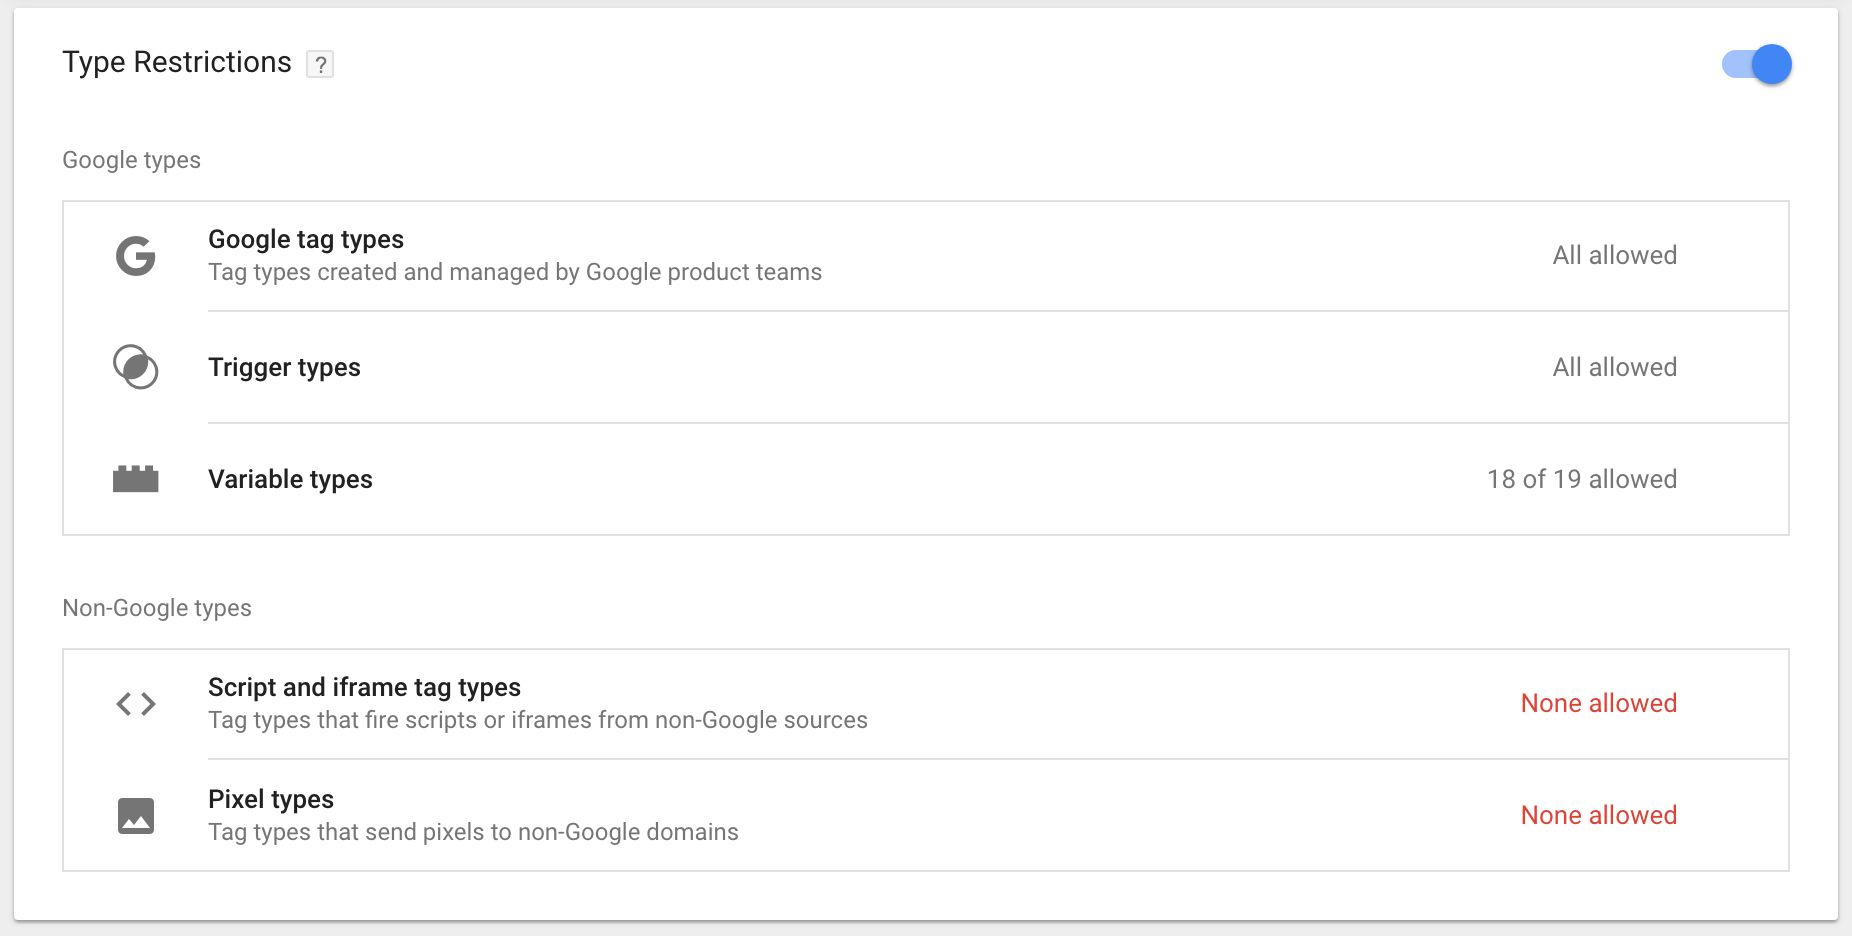 Type Restrictions ?
Google types
Google tag types
Tag types created and managed by Google product teams
All allowed
Trigger types
All allowed
Variable types
18 of 19 allowed
Non-Google types
Script and iframe tag types
Tag types that fire scripts or iframes from non-Google sources
None allowed
Pixel types
Tag types that send pixels to non-Google domains
None allowed